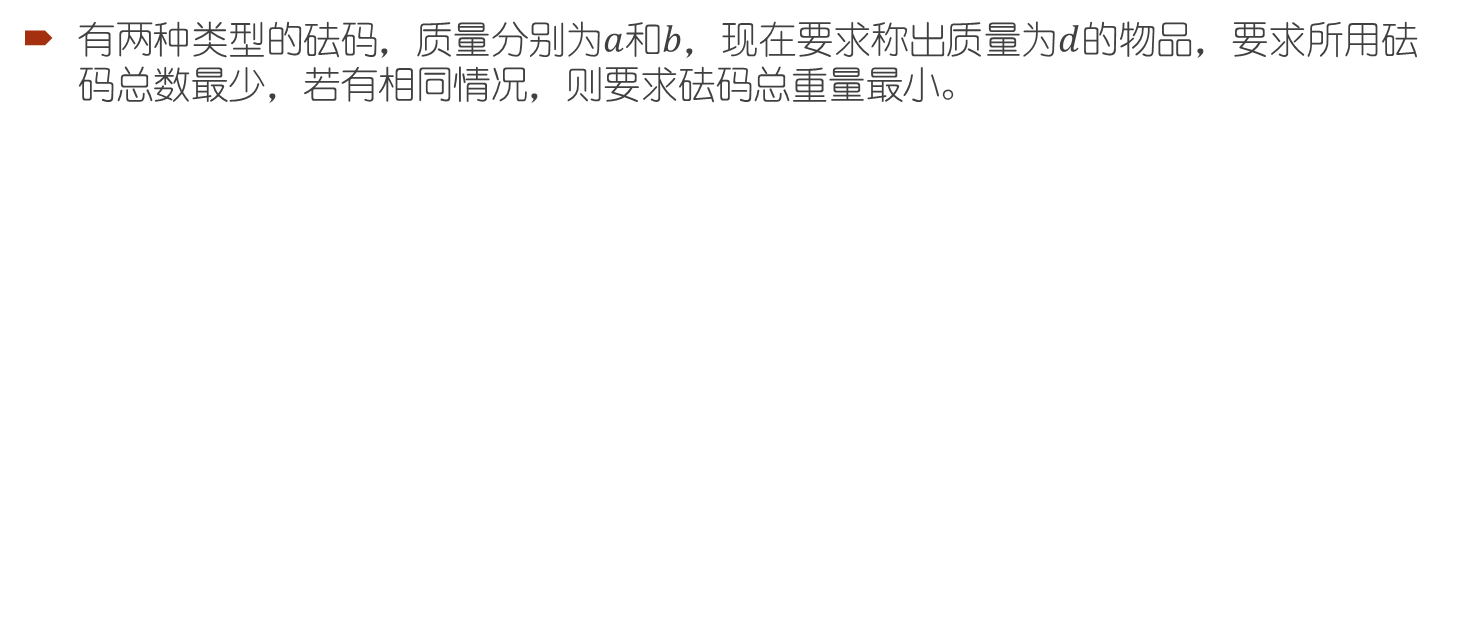 有两种类型的砝码，质量分别为a和b，现在要求称出质量为d的物品，要求所用砝
码总数最少，若有相同情况，则要求砝码总重量最小。